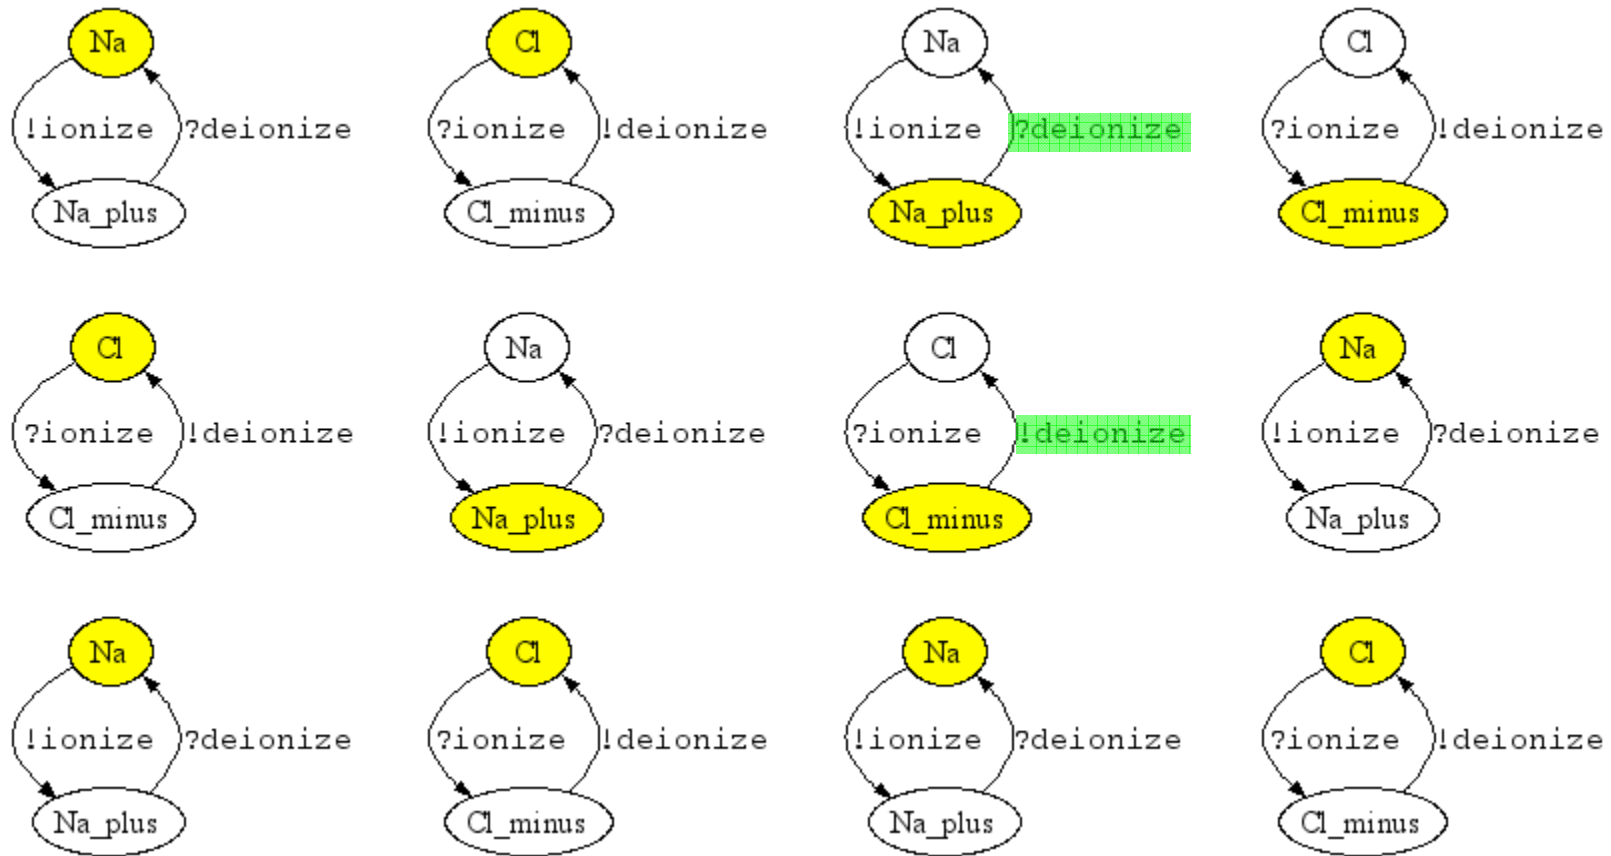 Na Cl Na Cl
!ionize ?deionize ?ionize !deionize !ionize ?deionize ?ionize !deionize
Na_plus Cl_minus Na_plus Cl_minus
Cl Na Cl Na
?ionize !deionize !ionize ?deionize ?ionize !deionize !ionize ?deionize
Cl_minus Na_plus Cl_minus Na_plus
Na Cl Na Cl
!ionize ?deionize ?ionize !deionize !ionize ?deionize ?ionize !deionize
Na_plus Cl_minus Na_plus Cl_minus